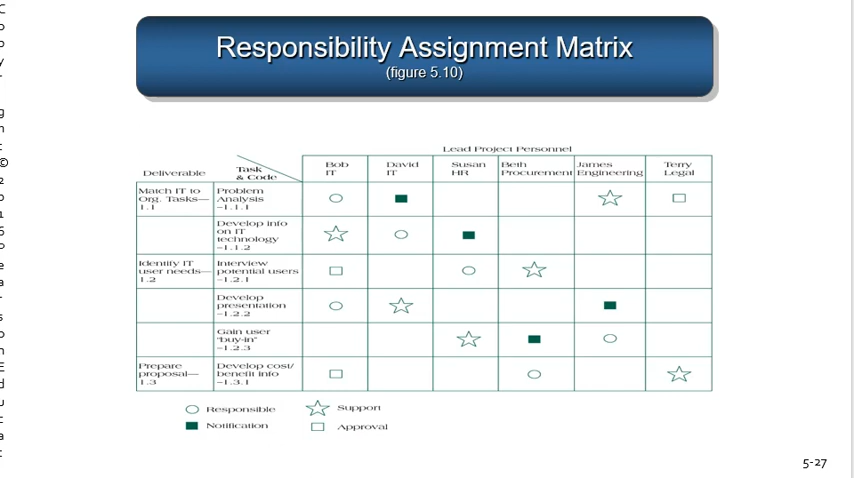 Responsibility Assignment Matrix
(figure 5.10)
Lead Project Personnel
Deliverable
Task
& Code
Bob
IT
David
IT
Susan
HR
Beth
Procurement
James
Engineering
Terry
Legal
Match IT to
Org. Tasks—
1.1
Problem
Analysis
–1.1.1
Develop info
on IT
technology
–1.1.2
Identify IT
user needs—
1.2
Interview
potential users
–1.2.1
Develop
presentation
–1.2.2
Gain user
"buy-in"
–1.2.3
Prepare
proposal—
1.3
Develop cost/
benefit info
–1.3.1
Responsible
Support
Notification
Approval
5-27